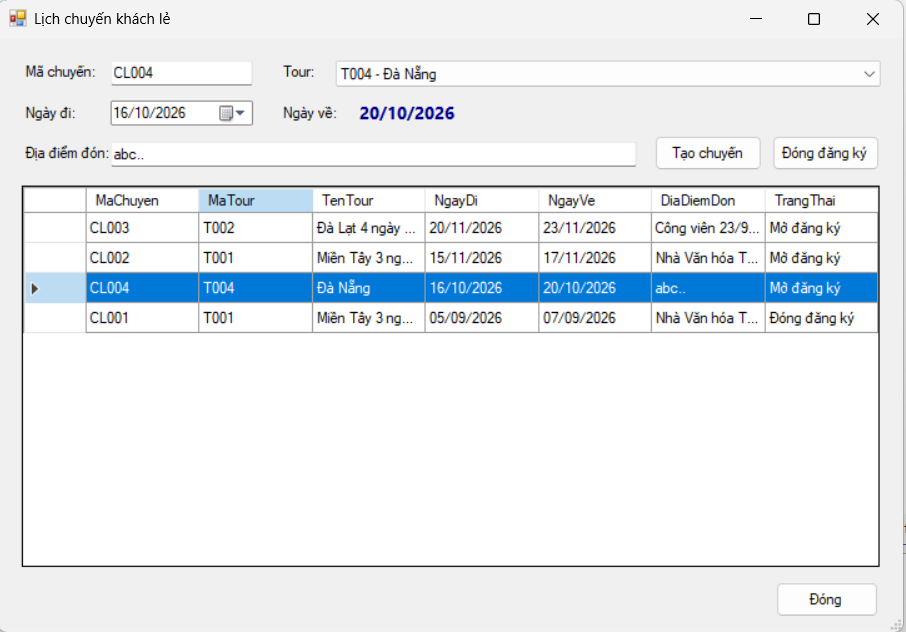 Lịch chuyến khách lẻ
Mã chuyến: CL004 Tour: T004 - Đà Nẵng
Ngày đi: 16/10/2026 Ngày về: 20/10/2026
Địa điểm đón: abc.. Tạo chuyến Đóng đăng ký
MaChuyen MaTour TenTour NgayDi NgayVe DiaDiemDon TrangThai
CL003 T002 Đà Lạt 4 ngày ... 20/11/2026 23/11/2026 Công viên 23/9... Mở đăng ký
CL002 T001 Miền Tây 3 ng... 15/11/2026 17/11/2026 Nhà Văn hóa T... Mở đăng ký
CL004 T004 Đà Nẵng 16/10/2026 20/10/2026 abc.. Mở đăng ký
CL001 T001 Miền Tây 3 ng... 05/09/2026 07/09/2026 Nhà Văn hóa T... Đóng đăng ký
Đóng